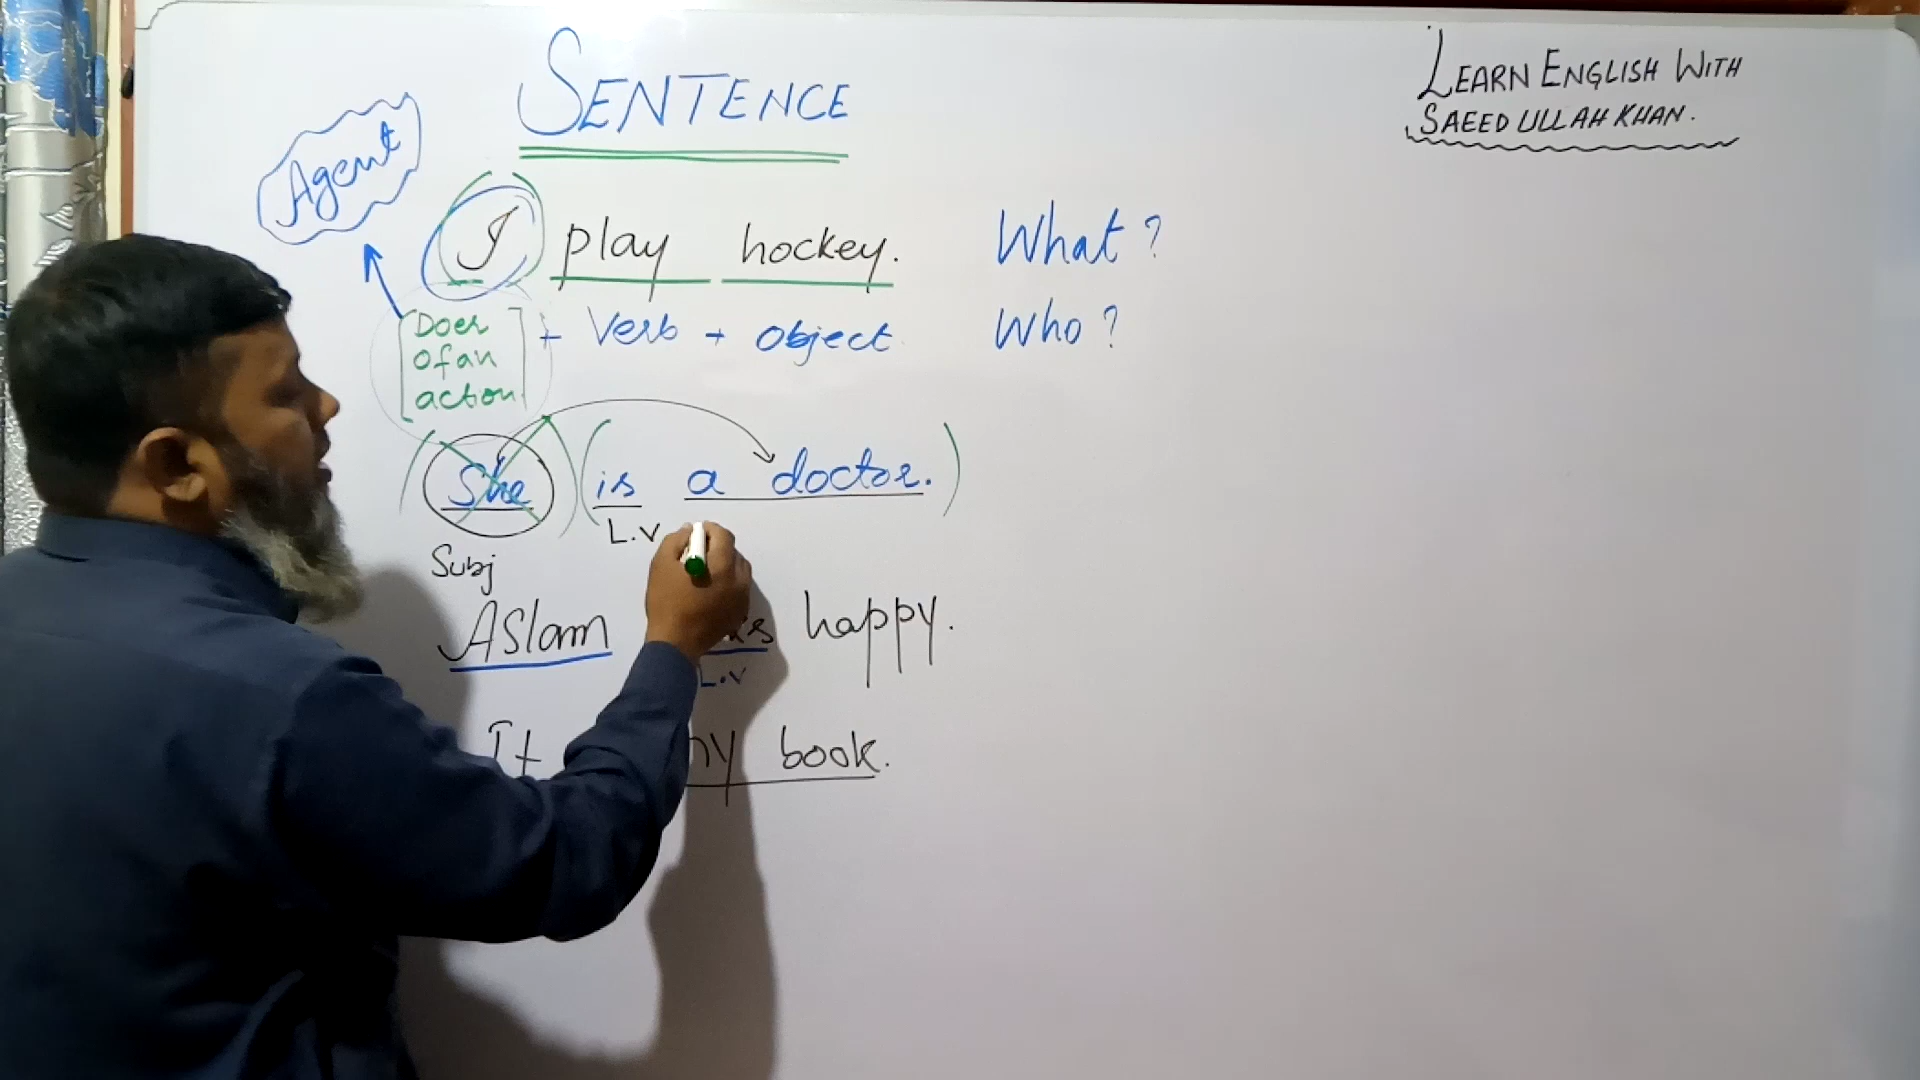 SENTENCE
LEARN ENGLISH WITH
SAEED ULLAH KHAN.
Agent
I play hockey. What?
Doer
of an
action
+ Verb + object Who?
She is a doctor.
L.V
Subj
Aslam happy.
L.V
It book.